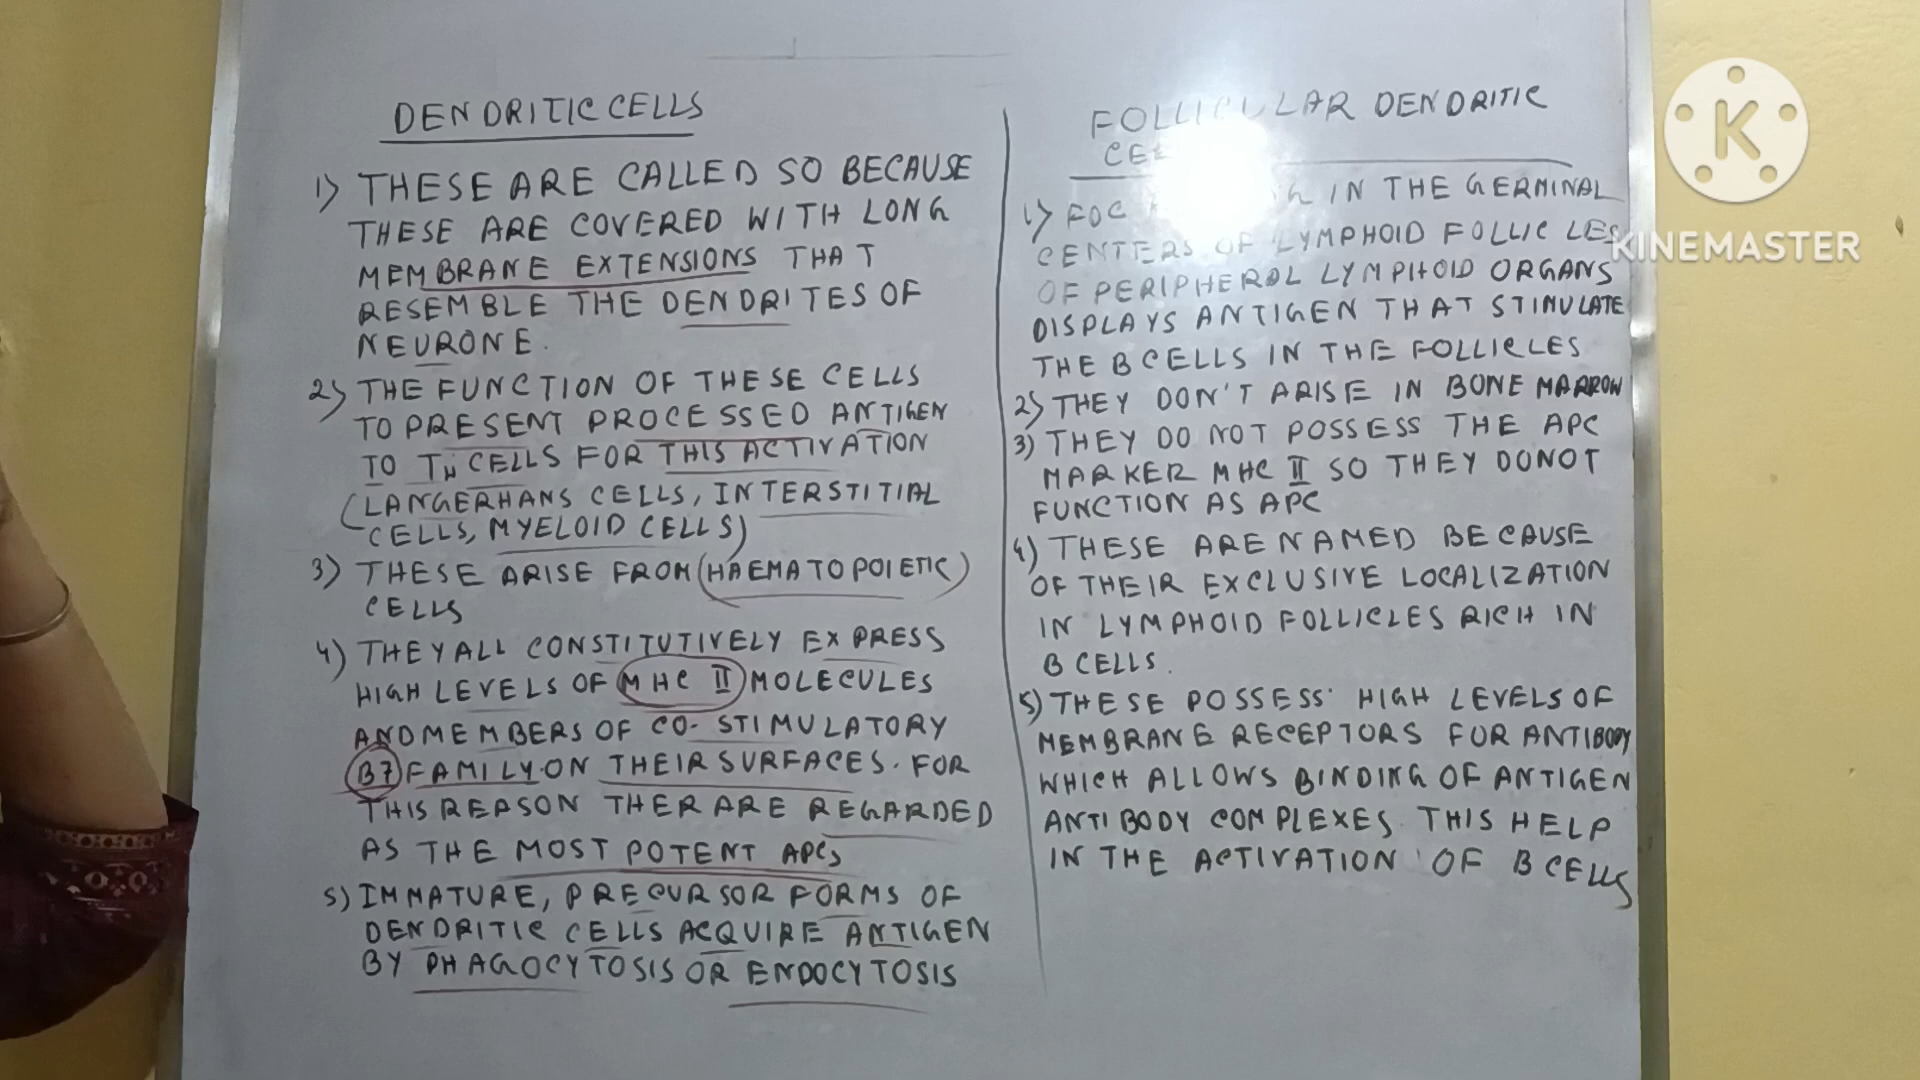 DENDRITIC CELLS
1) THESE ARE CALLED SO BECAUSE
THESE ARE COVERED WITH LONG
MEMBRANE EXTENSIONS THAT
RESEMBLE THE DENDRITES OF
NEURONE.
2) THE FUNCTION OF THESE CELLS
TO PRESENT PROCESSED ANTIGEN
TO TH CELLS FOR THIS ACTIVATION
(LANGERHANS CELLS, INTERSTITIAL
CELLS, MYELOID CELLS)
3) THESE ARISE FROM (HAEMATOPOIETIC)
CELLS
4) THEY ALL CONSTITUTIVELY EXPRESS
HIGH LEVELS OF MHC II MOLECULES
AND MEMBERS OF CO-STIMULATORY
B7 FAMILY ON THEIR SURFACES. FOR
THIS REASON THER ARE REGARDED
AS THE MOST POTENT APCs
5) IMMATURE, PRECURSOR FORMS OF
DENDRITIC CELLS ACQUIRE ANTIGEN
BY PHAGOCYTOSIS OR ENDOCYTOSIS
FOLLICULAR DENDRITIC
1) IN THE GERMINAL
CENTERS OF LYMPHOID FOLLICLES
OF PERIPHERAL LYMPHOID ORGANS
DISPLAYS ANTIGEN THAT STIMULATE
THE B CELLS IN THE FOLLICLES
2) THEY DON'T ARISE IN BONE MARROW
3) THEY DO NOT POSSESS THE APC
MARKER MHC II SO THEY DONOT
FUNCTION AS APC
4) THESE ARE NAMED BECAUSE
OF THEIR EXCLUSIVE LOCALIZATION
IN LYMPHOID FOLLICLES RICH IN
B CELLS.
5) THESE POSSESS HIGH LEVELS OF
MEMBRANE RECEPTORS FOR ANTIBODY
WHICH ALLOWS BINDING OF ANTIGEN
ANTIBODY COMPLEXES. THIS HELP
IN THE ACTIVATION OF B CELLS
K
KINEMASTER